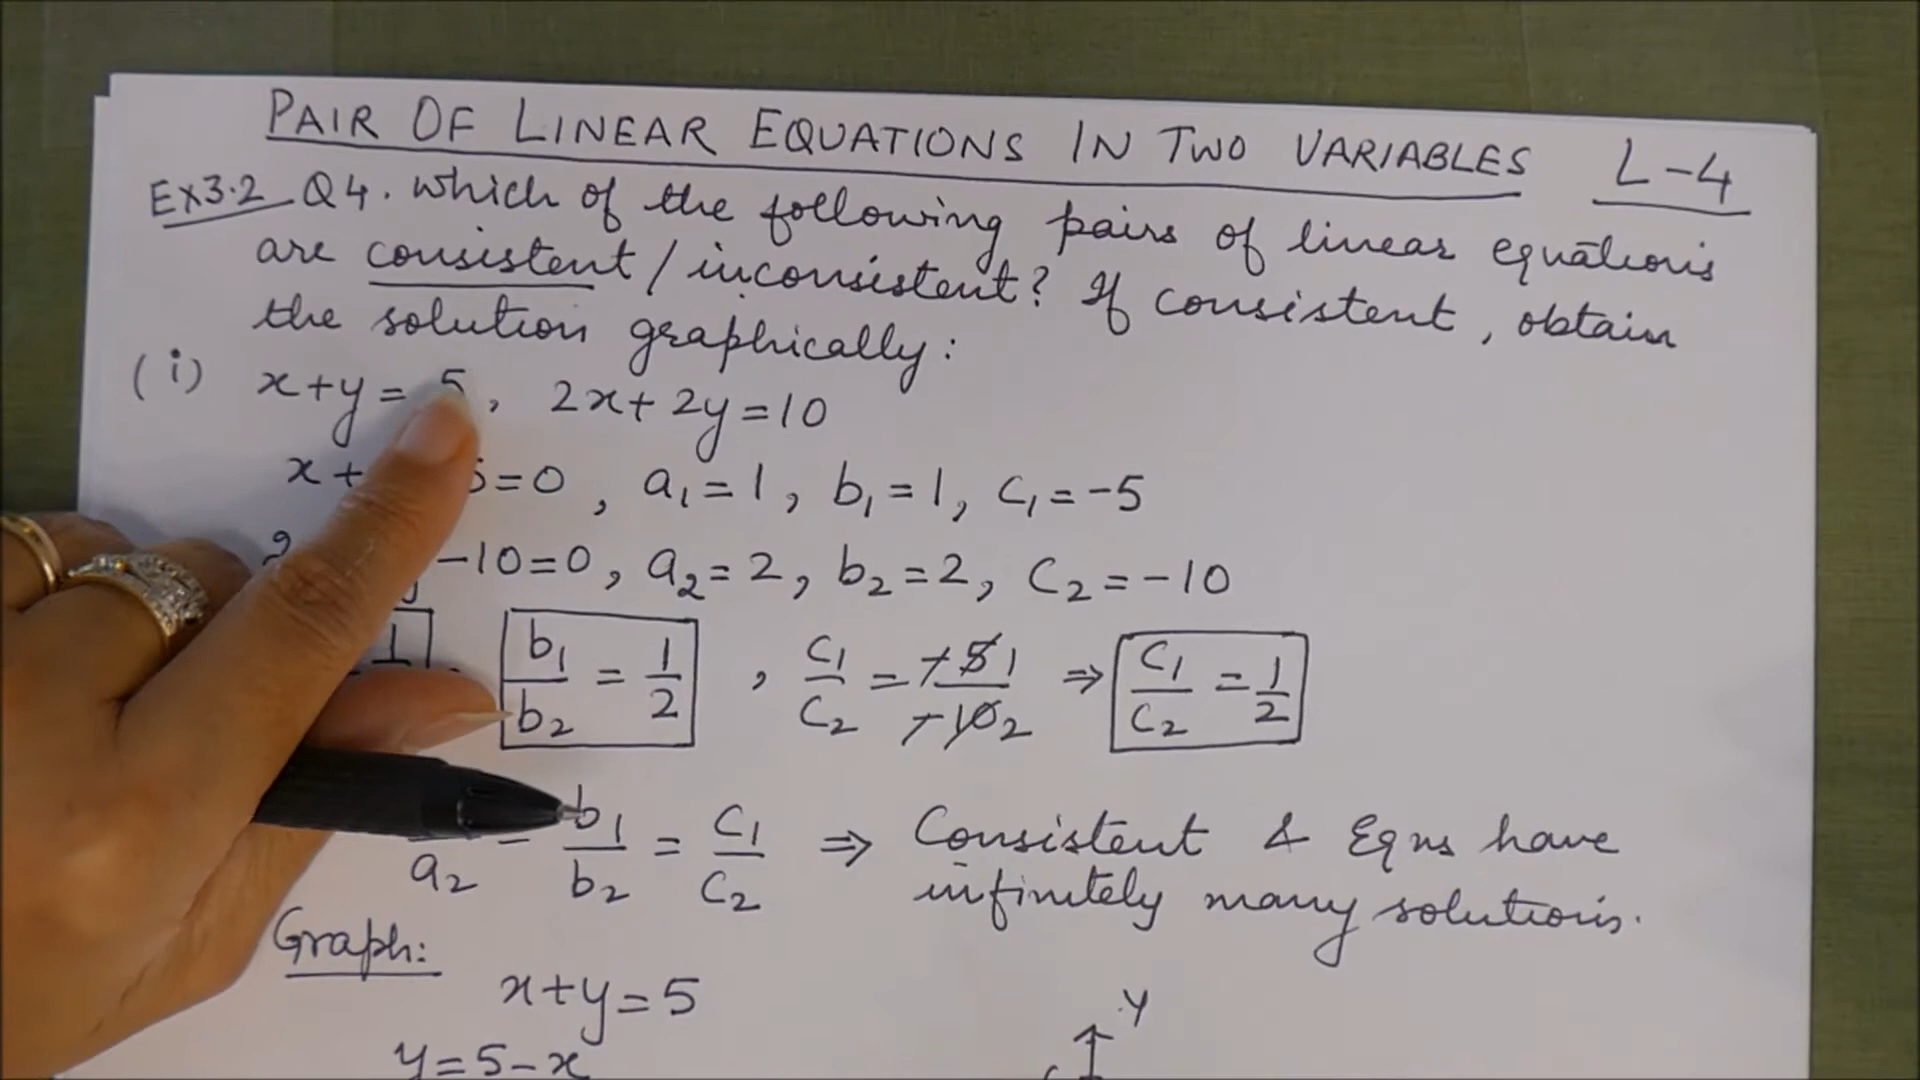 PAIR OF LINEAR EQUATIONS IN TWO VARIABLES L-4
Ex3.2 Q4. Which of the following pairs of linear equations
are consistent / inconsistent? If consistent, obtain
the solution graphically:
(i) x+y = 5, 2x+2y=10
x+ 5=0, a₁=1, b₁=1, c₁=-5
2 -10=0, a₂=2, b₂=2, c₂=-10
1 b₁/b₂ = 1/2, c₁/c₂ = -5 1/-10 2 ⇒ c₁/c₂ = 1/2
a₂ = b₁/b₂ = c₁/c₂ ⇒ Consistent & Eqns have
infinitely many solutions.
Graph:
x+y=5
y=5-x
Y